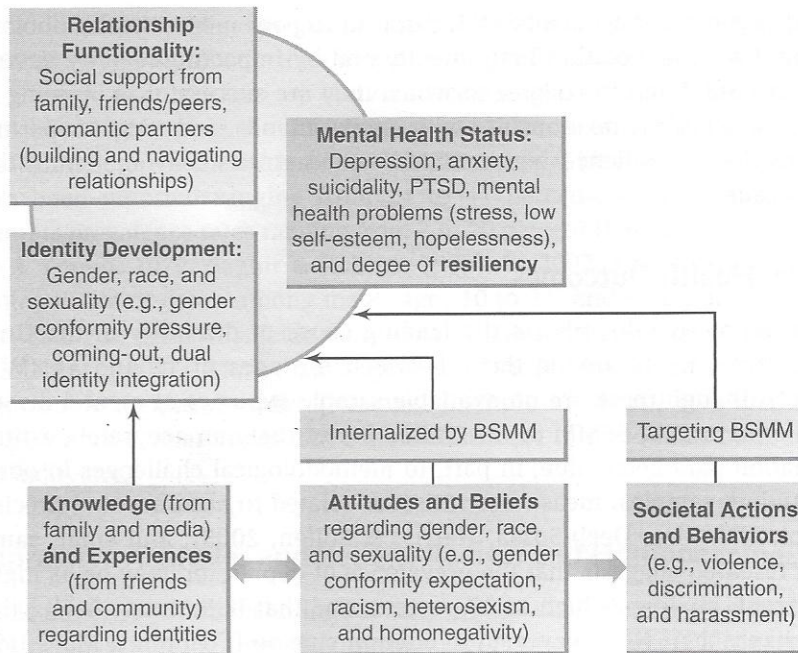 Relationship
Functionality:
Social support from
family, friends/peers,
romantic partners
(building and navigating
relationships)
Mental Health Status:
Depression, anxiety,
suicidality, PTSD, mental
health problems (stress, low
self-esteem, hopelessness),
and degree of resiliency
Identity Development:
Gender, race, and
sexuality (e.g., gender
conformity pressure,
coming-out, dual
identity integration)
Internalized by BSMM
Targeting BSMM
Knowledge (from
family and media)
and Experiences
(from friends
and community)
regarding identities
Attitudes and Beliefs
regarding gender, race,
and sexuality (e.g., gender
conformity expectation,
racism, heterosexism,
and homonegativity)
Societal Actions
and Behaviors
(e.g., violence,
discrimination,
and harassment)